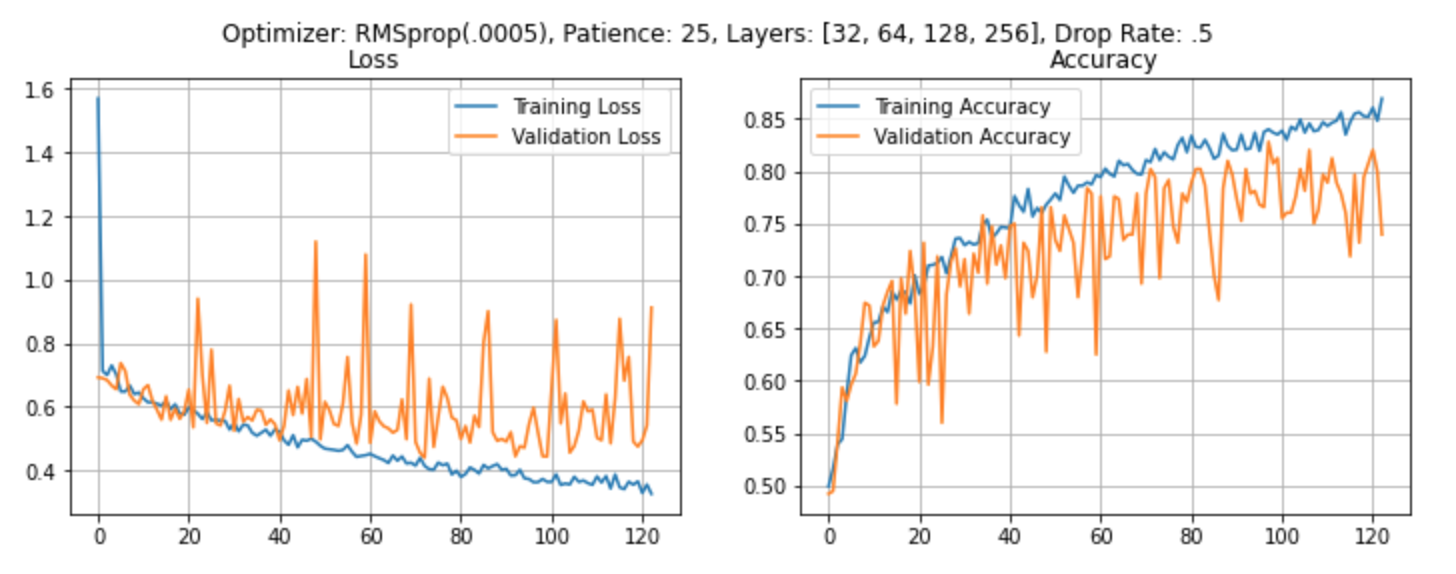 Optimizer: RMSprop(.0005), Patience: 25, Layers: [32, 64, 128, 256], Drop Rate: .5
Loss
Training Loss
Validation Loss
1.6
1.4
1.2
1.0
0.8
0.6
0.4
0 20 40 60 80 100 120
Accuracy
Training Accuracy
Validation Accuracy
0.85
0.80
0.75
0.70
0.65
0.60
0.55
0.50
0 20 40 60 80 100 120